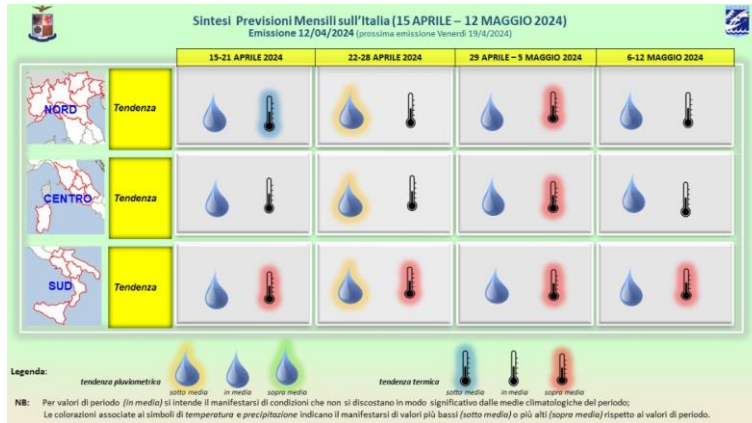 Sintesi Previsioni Mensili sull'Italia (15 APRILE – 12 MAGGIO 2024)
Emissione 12/04/2024 (prossima emissione Venerdì 19/4/2024)
15-21 APRILE 2024 22-28 APRILE 2024 29 APRILE – 5 MAGGIO 2024 6-12 MAGGIO 2024
NORD Tendenza
CENTRO Tendenza
SUD Tendenza
Legenda:
tendenza pluviometrica sotto media in media sopra media tendenza termica sotto media in media sopra media
NB: Per valori di periodo (in media) si intende il manifestarsi di condizioni che non si discostano in modo significativo dalle medie climatologiche del periodo;
Le colorazioni associate ai simboli di temperatura e precipitazione indicano il manifestarsi di valori più bassi (sotto media) o più alti (sopra media) rispetto ai valori di periodo.